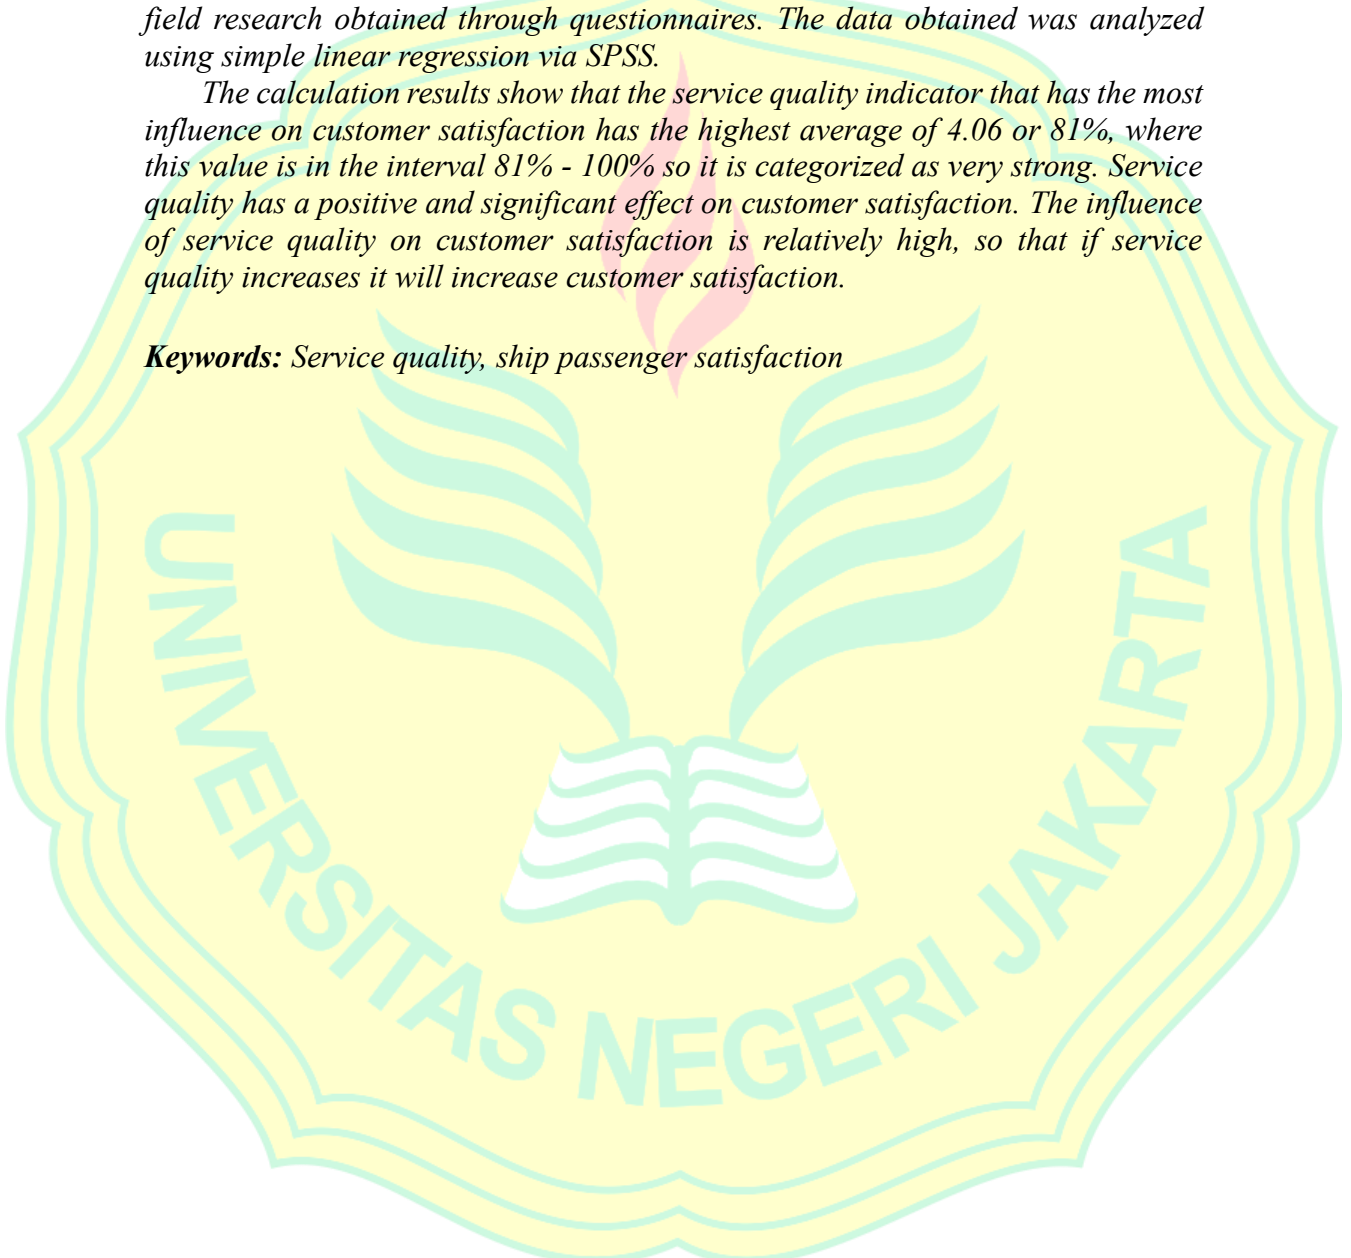 field research obtained through questionnaires. The data obtained was analyzed
using simple linear regression via SPSS.
The calculation results show that the service quality indicator that has the most
influence on customer satisfaction has the highest average of 4.06 or 81%, where
this value is in the interval 81% - 100% so it is categorized as very strong. Service
quality has a positive and significant effect on customer satisfaction. The influence
of service quality on customer satisfaction is relatively high, so that if service
quality increases it will increase customer satisfaction.
Keywords: Service quality, ship passenger satisfaction
UNIVERSITAS NEGERI JAKARTA